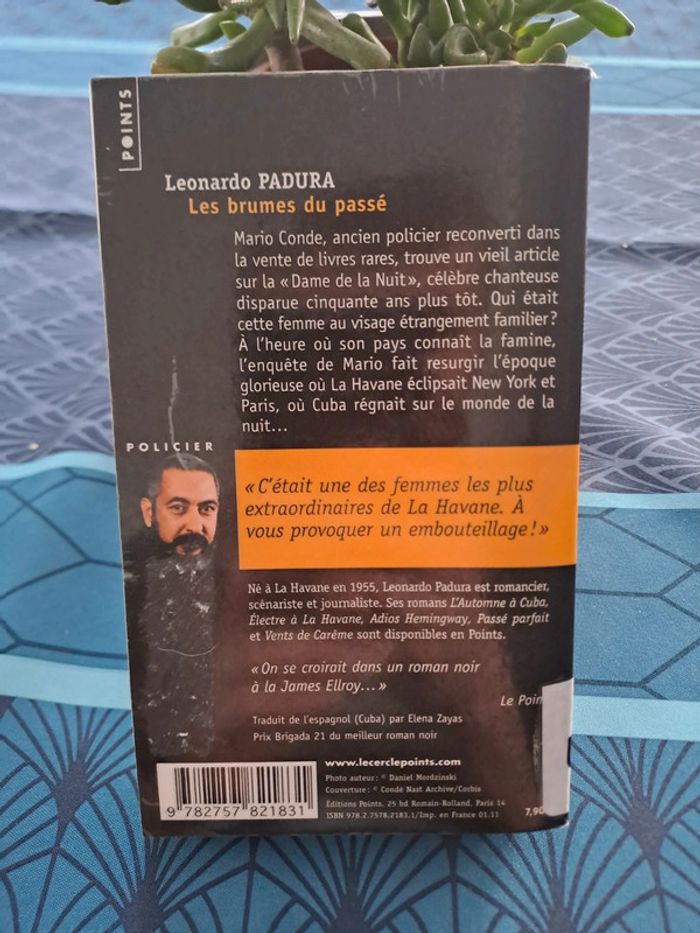 POINTS
Leonardo PADURA
Les brumes du passé
Mario Conde, ancien policier reconverti dans
la vente de livres rares, trouve un vieil article
sur la « Dame de la Nuit », célèbre chanteuse
disparue cinquante ans plus tôt. Qui était
cette femme au visage étrangement familier ?
À l'heure où son pays connaît la famine,
l'enquête de Mario fait resurgir l'époque
glorieuse où La Havane éclipsait New York et
Paris, où Cuba régnait sur le monde de la
nuit...
POLICIER
« C'était une des femmes les plus
extraordinaires de La Havane. À
vous provoquer un embouteillage ! »
Né à La Havane en 1955, Leonardo Padura est romancier,
scénariste et journaliste. Ses romans L'Automne à Cuba,
Électre à La Havane, Adios Hemingway, Passé parfait
et Vents de Carême sont disponibles en Points.
« On se croirait dans un roman noir
à la James Ellroy... »
Le Poin
Traduit de l'espagnol (Cuba) par Elena Zayas
Prix Brigada 21 du meilleur roman noir
www.lecerclepoints.com
Photo auteur : © Daniel Mordzinski
Couverture : © Condé Nast Archive/Corbis
Éditions Points, 25 bd Romain-Rolland, Paris 14
ISBN 978.2.7578.2183.1/Imp. en France 01.11
7,90
9 782757 821831